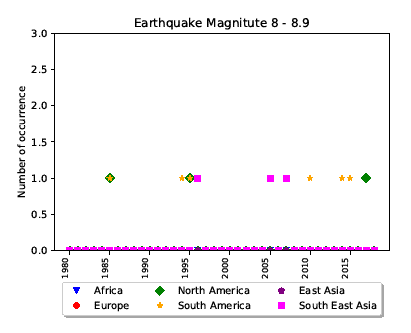 Earthquake Magnitute 8 - 8.9
Number of occurrence
3.0
2.5
2.0
1.5
1.0
0.5
0.0
1980 1985 1990 1995 2000 2005 2010 2015
Africa North America East Asia
Europe South America South East Asia